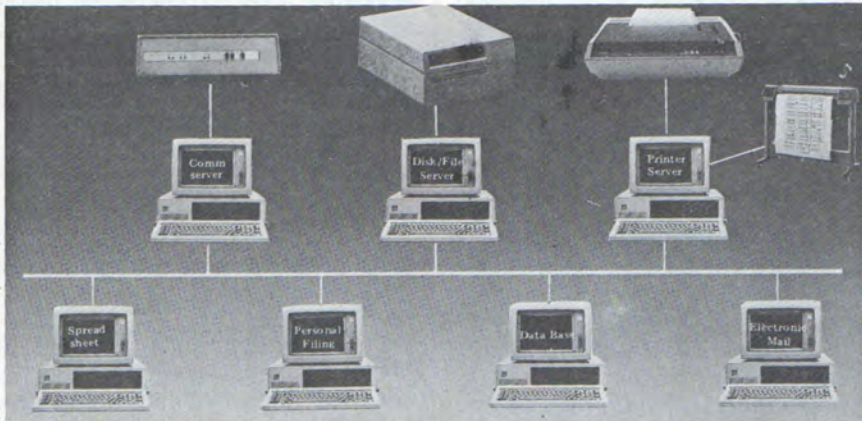 Comm
server
Disk/File
Server
Printer
Server
Spread
sheet
Personal
Filing
Data Base
Electronic
Mail